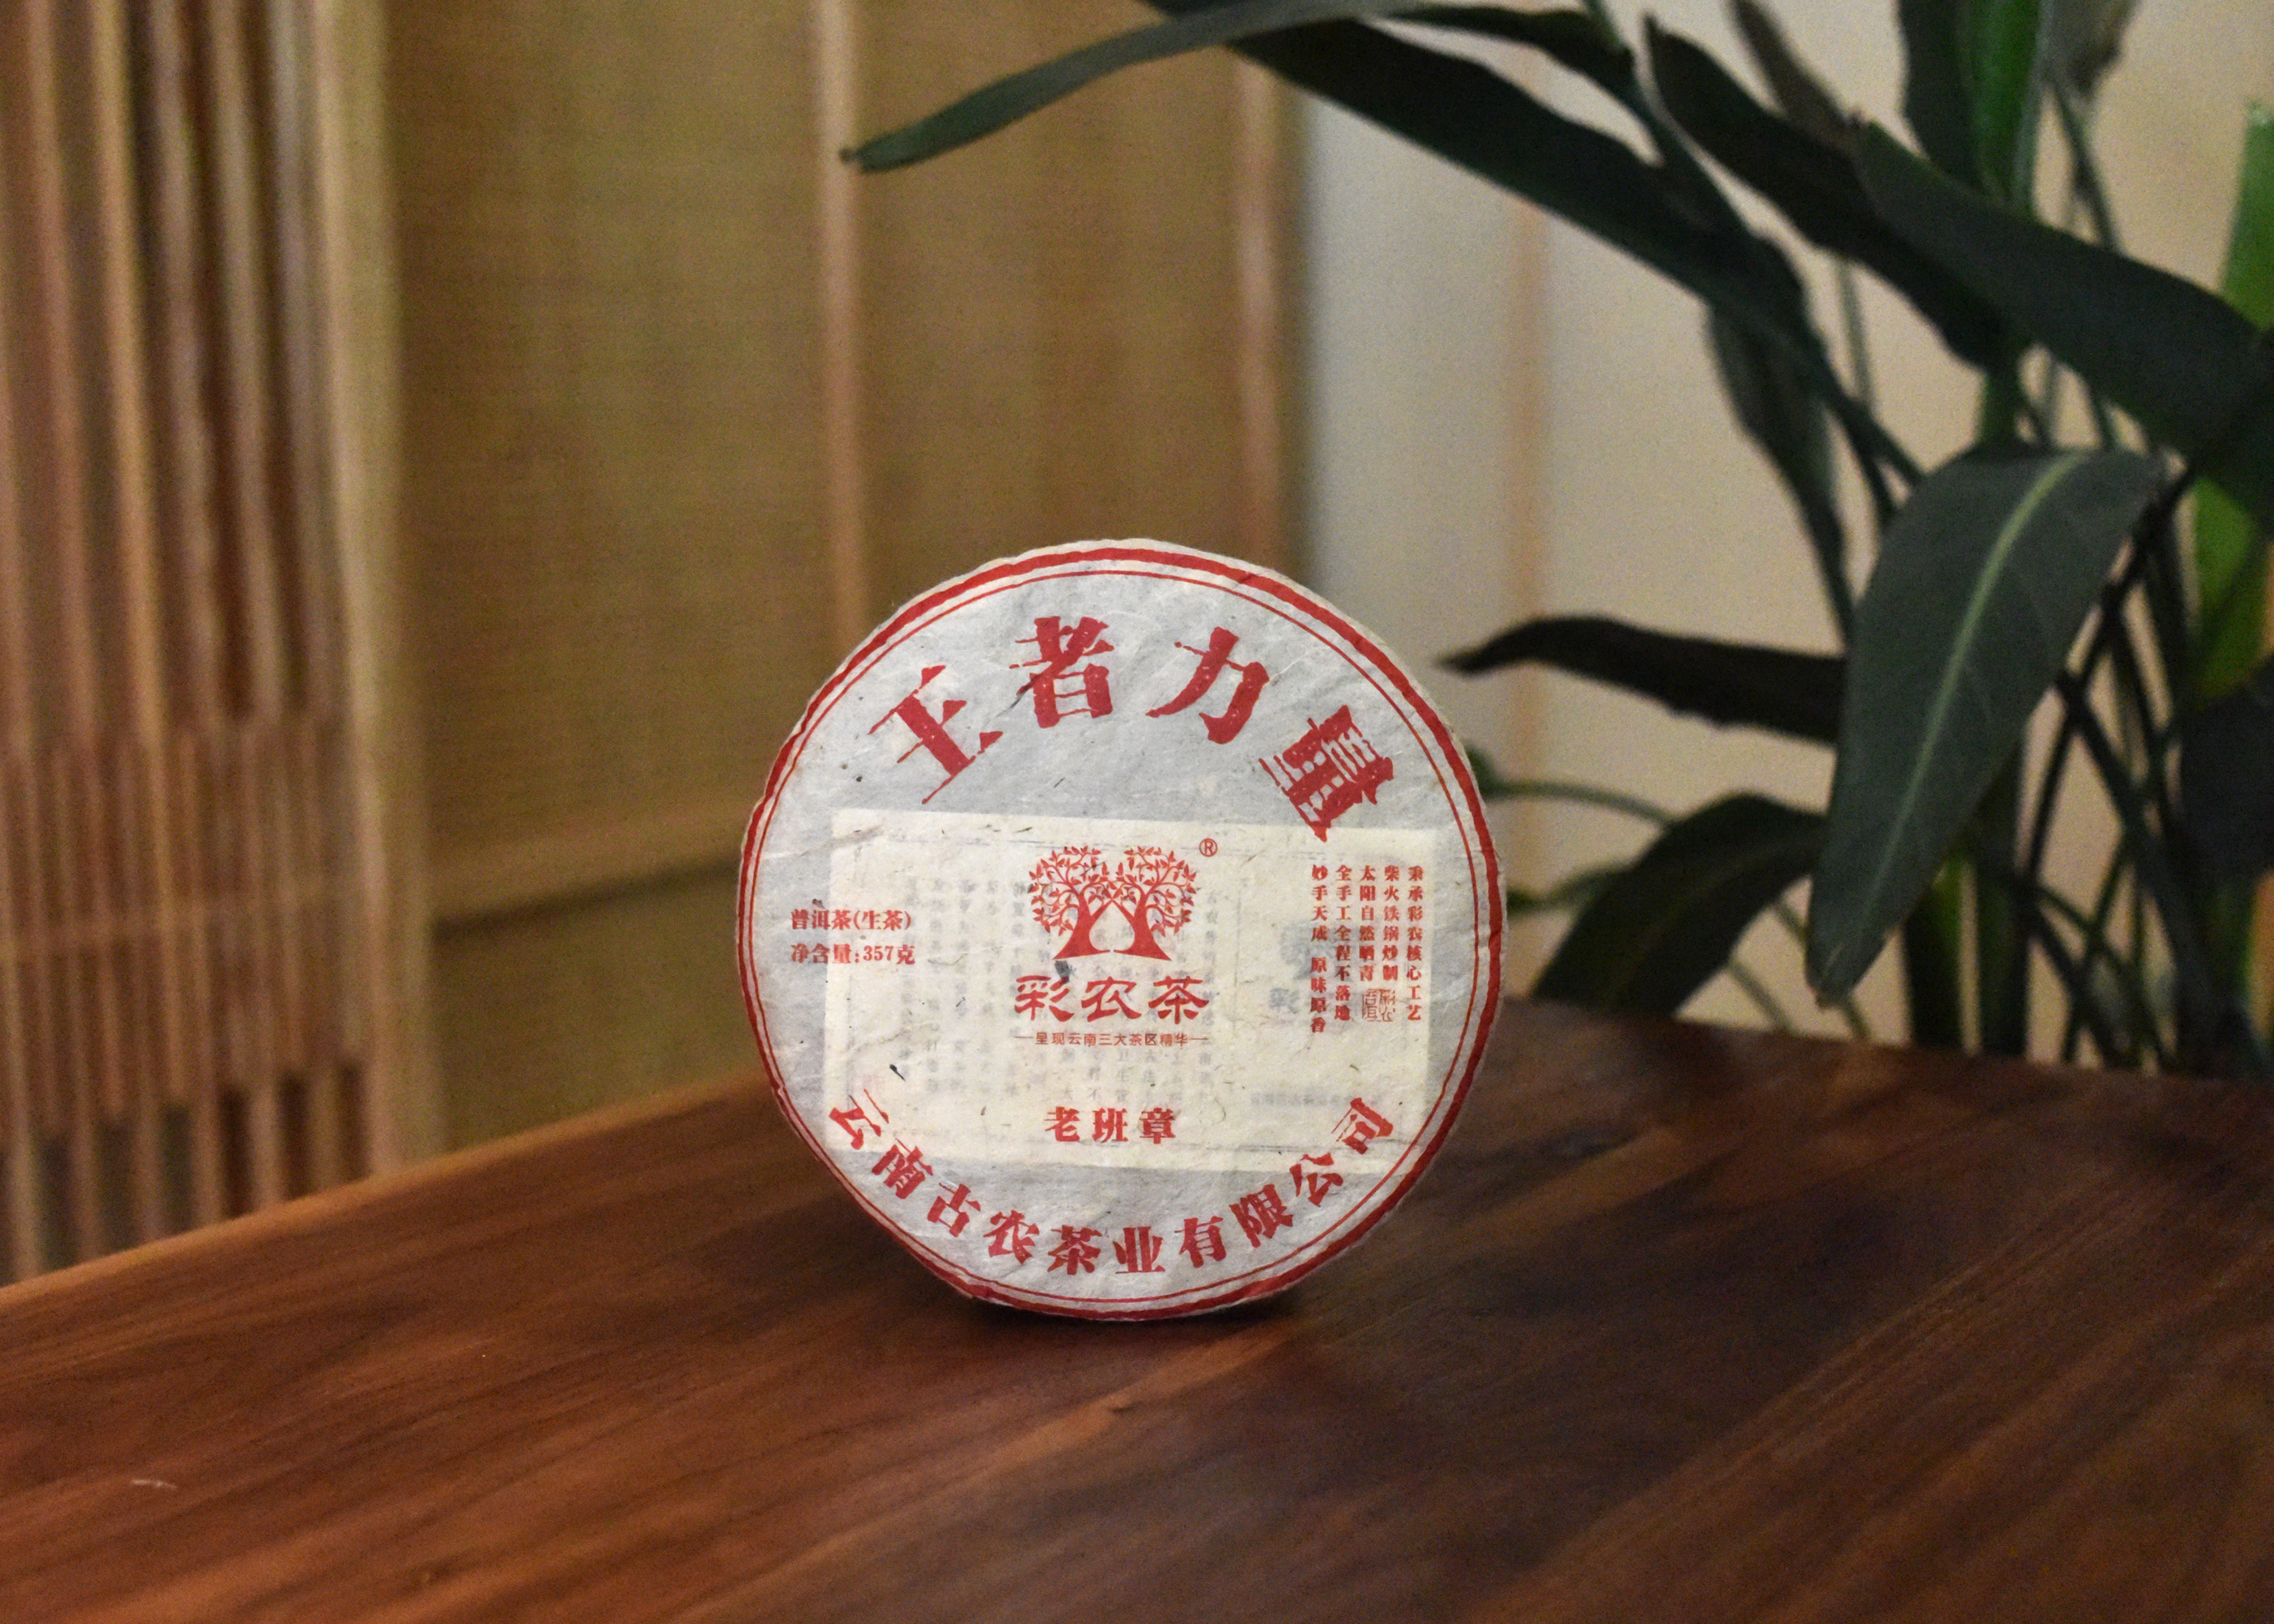 王者力量
®
普洱茶(生茶)
净含量:357克
彩农茶
呈现云南三大茶区精华
秉承彩农核心工艺
柴火铁锅炒制
太阳自然晒青
全手工全程不落地
妙手天成 原味原香
老班章
云南古农茶业有限公司